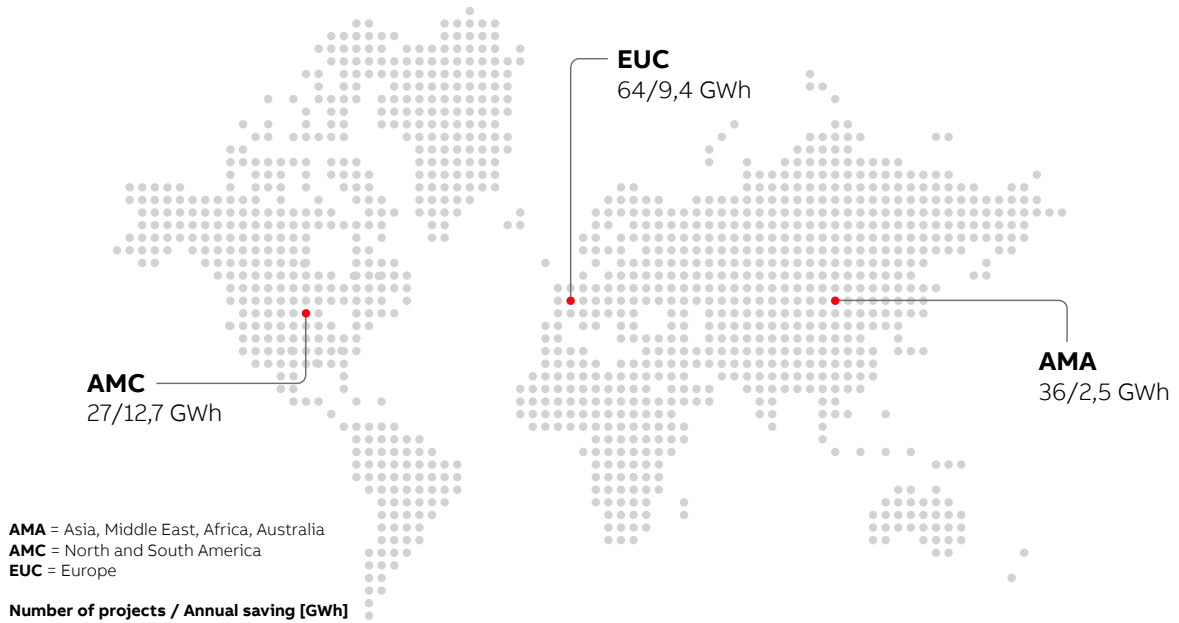 EUC
64/9,4 GWh
AMA
36/2,5 GWh
AMC
27/12,7 GWh
AMA = Asia, Middle East, Africa, Australia
AMC = North and South America
EUC = Europe
Number of projects / Annual saving [GWh]